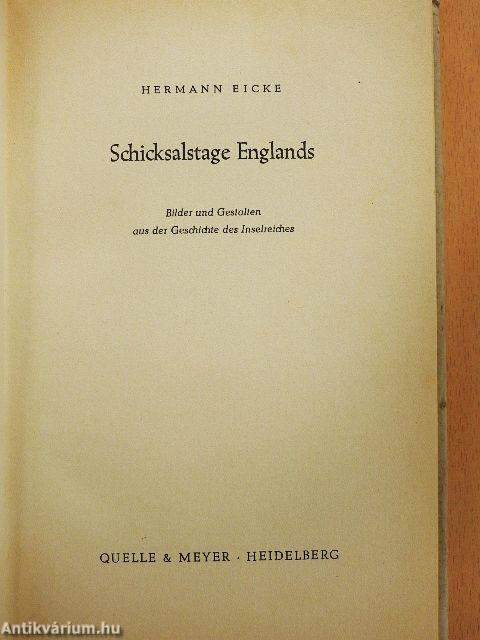 HERMANN EICKE
Schicksalstage Englands
Bilder und Gestalten
aus der Geschichte des Inselreiches
QUELLE & MEYER · HEIDELBERG
Antikvárium.hu